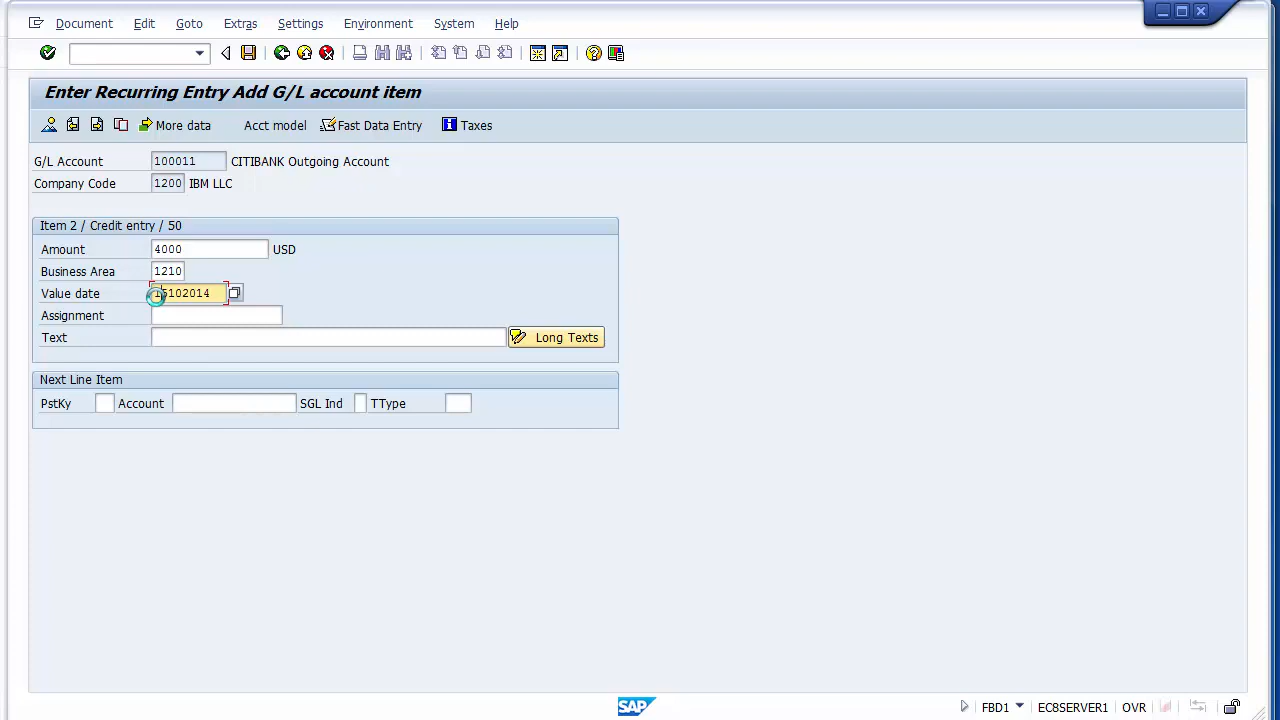 Document Edit Goto Extras Settings Environment System Help
Enter Recurring Entry Add G/L account item
More data Acct model Fast Data Entry Taxes
G/L Account 100011 CITIBANK Outgoing Account
Company Code 1200 IBM LLC
Item 2 / Credit entry / 50
Amount 4000 USD
Business Area 1210
Value date 15102014
Assignment
Text Long Texts
Next Line Item
PstKy Account SGL Ind TType
SAP FBD1 EC8SERVER1 OVR